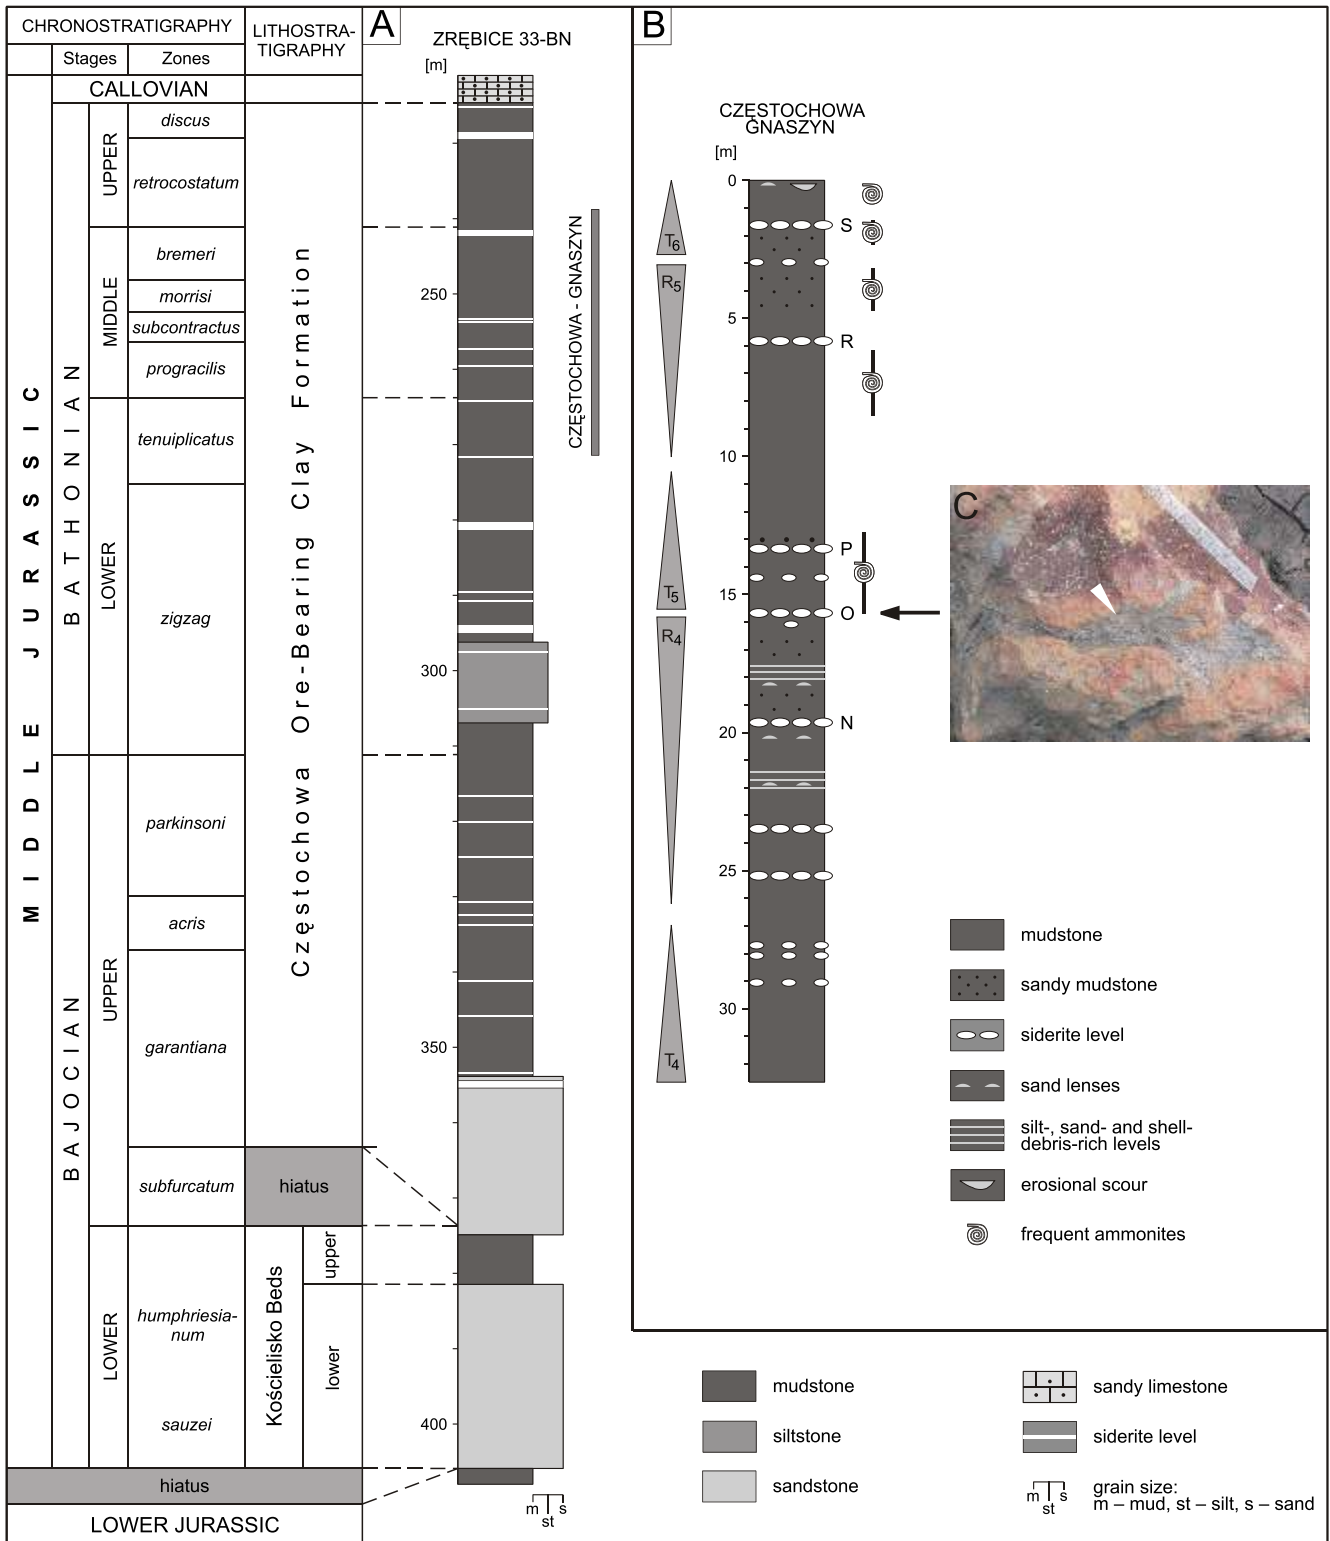 CHRONOSTRATIGRAPHY
Stages
Zones
LITHOSTRA-
TIGRAPHY
MIDDLE JURASSIC
CALLOVIAN
BATHONIAN
UPPER
discus
retrocostatum
MIDDLE
bremeri
morrisi
subcontractus
progracilis
LOWER
tenuiplicatus
zigzag
BAJOCIAN
UPPER
parkinsoni
acris
garantiana
subfurcatum
LOWER
humphriesia-
num
sauzei
Częstochowa Ore-Bearing Clay Formation
hiatus
Kościelisko Beds
upper
lower
hiatus
LOWER JURASSIC
A
ZRĘBICE 33-BN
[m]
250
300
350
400
CZĘSTOCHOWA - GNASZYN
m
st
s
B
CZĘSTOCHOWA
GNASZYN
[m]
0
5
10
15
20
25
30
T6
R5
T5
R4
T4
S
R
P
O
N
C
mudstone
sandy mudstone
siderite level
sand lenses
silt-, sand- and shell-
debris-rich levels
erosional scour
frequent ammonites
mudstone
siltstone
sandstone
sandy limestone
siderite level
m
st
s
grain size:
m – mud, st – silt, s – sand